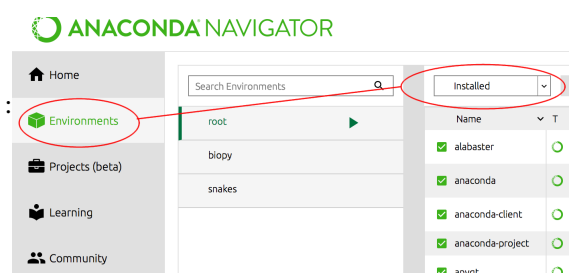 ANACONDA NAVIGATOR
Home
Environments
Projects (beta)
Learning
Community
Search Environments
root
biopy
snakes
Installed
Name T
alabaster
anaconda
anaconda-client
anaconda-project